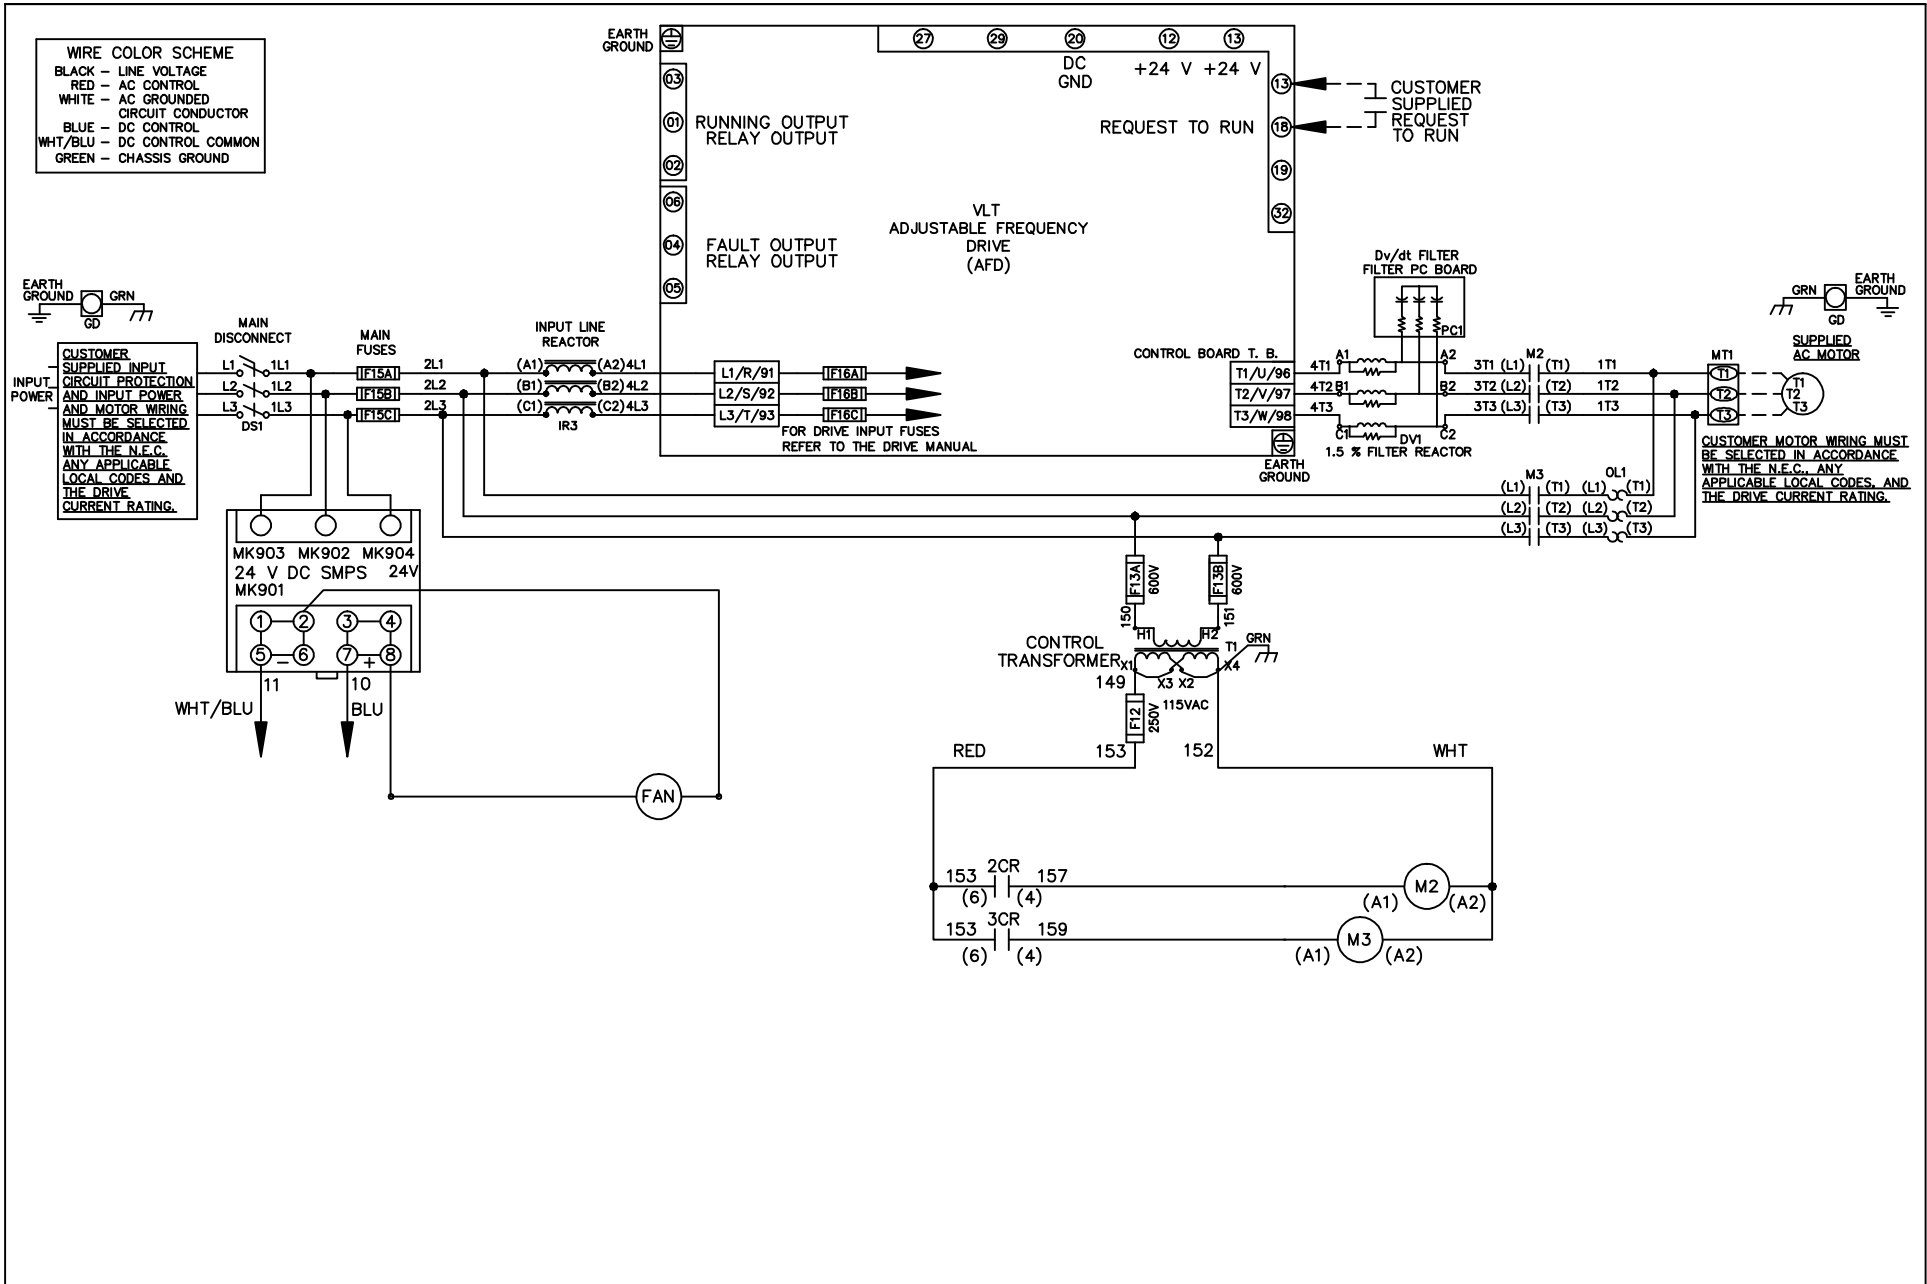 WIRE COLOR SCHEME
BLACK – LINE VOLTAGE
RED – AC CONTROL
WHITE – AC GROUNDED
CIRCUIT CONDUCTOR
BLUE – DC CONTROL
WHT/BLU – DC CONTROL COMMON
GREEN – CHASSIS GROUND
EARTH
GROUND
03
01
02
RUNNING OUTPUT
RELAY OUTPUT
06
04
05
FAULT OUTPUT
RELAY OUTPUT
27
29
20
12
13
DC
GND
+24 V
+24 V
13
18
19
32
REQUEST TO RUN
CUSTOMER
SUPPLIED
REQUEST
TO RUN
VLT
ADJUSTABLE FREQUENCY
DRIVE
(AFD)
EARTH
GROUND
GRN
GD
INPUT
POWER
CUSTOMER
SUPPLIED INPUT
CIRCUIT PROTECTION
AND INPUT POWER
AND MOTOR WIRING
MUST BE SELECTED
IN ACCORDANCE
WITH THE N.E.C.
ANY APPLICABLE
LOCAL CODES AND
THE DRIVE
CURRENT RATING.
MAIN
DISCONNECT
L1 1L1
L2 1L2
L3 1L3
DS1
MAIN
FUSES
F15A
F15B
F15C
2L1
2L2
2L3
INPUT LINE
REACTOR
(A1) (A2) 4L1
(B1) (B2) 4L2
(C1) (C2) 4L3
IR3
L1/R/91
L2/S/92
L3/T/93
F16A
F16B
F16C
FOR DRIVE INPUT FUSES
REFER TO THE DRIVE MANUAL
CONTROL BOARD T. B.
T1/U/96
T2/V/97
T3/W/98
EARTH
GROUND
Dv/dt FILTER
FILTER PC BOARD
PC1
4T1 A1 A2
4T2 B1 B2
4T3 C1 C2
DV1
1.5 % FILTER REACTOR
M2
3T1 (L1) (T1) 1T1
3T2 (L2) (T2) 1T2
3T3 (L3) (T3) 1T3
MT1
T1
T2
T3
GRN
EARTH
GROUND
GD
SUPPLIED
AC MOTOR
T1
T2
T3
CUSTOMER MOTOR WIRING MUST
BE SELECTED IN ACCORDANCE
WITH THE N.E.C., ANY
APPLICABLE LOCAL CODES, AND
THE DRIVE CURRENT RATING.
M3 OL1
(L1) (T1) (L1) (T1)
(L2) (T2) (L2) (T2)
(L3) (T3) (L3) (T3)
MK903 MK902 MK904
24 V DC SMPS 24V
MK901
1 2 3 4
5 – 6 7 + 8
11
10
WHT/BLU
BLU
FAN
F13A
600V
F13B
600V
150
151
H1 H2
CONTROL
TRANSFORMER
T1
GRN
X1
X4
X3 X2
149
F12
250V
115VAC
153
152
RED
WHT
153 2CR 157
(6) (4)
M2
(A1) (A2)
153 3CR 159
(6) (4)
M3
(A1) (A2)